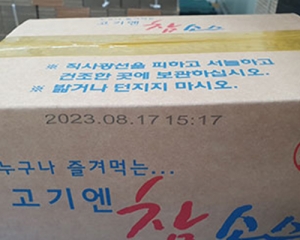 참 소스
※ 직사광선을 피하고 서늘하고
건조한 곳에 보관하십시오.
※ 밟거나 던지지 마시오.
2023.08.17 15:17
누구나 즐겨먹는...
고기엔 참 소스